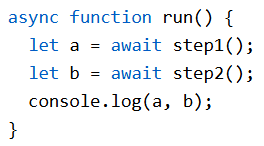 async function run() {
  let a = await step1();
  let b = await step2();
  console.log(a, b);
}